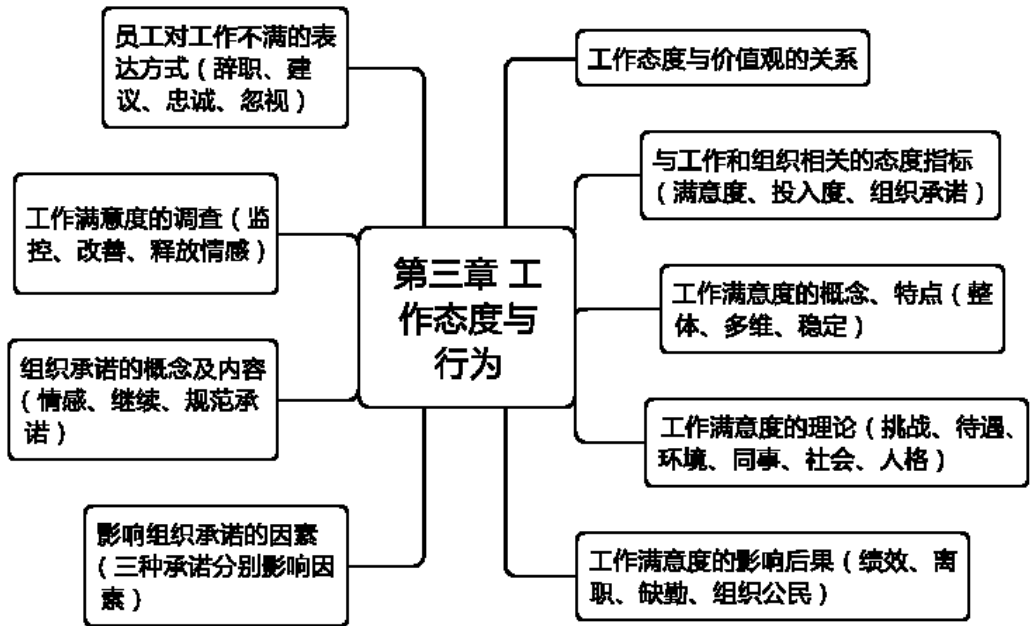 员工对工作不满的表
达方式（辞职、建
议、忠诚、忽视）
工作满意度的调查（监
控、改善、释放情感）
组织承诺的概念及内容
（情感、继续、规范承
诺）
影响组织承诺的因素
（三种承诺分别影响因
素）
第三章 工
作态度与
行为
工作态度与价值观的关系
与工作和组织相关的态度指标
（满意度、投入度、组织承诺）
工作满意度的概念、特点（整
体、多维、稳定）
工作满意度的理论（挑战、待遇、
环境、同事、社会、人格）
工作满意度的影响后果（绩效、离
职、缺勤、组织公民）